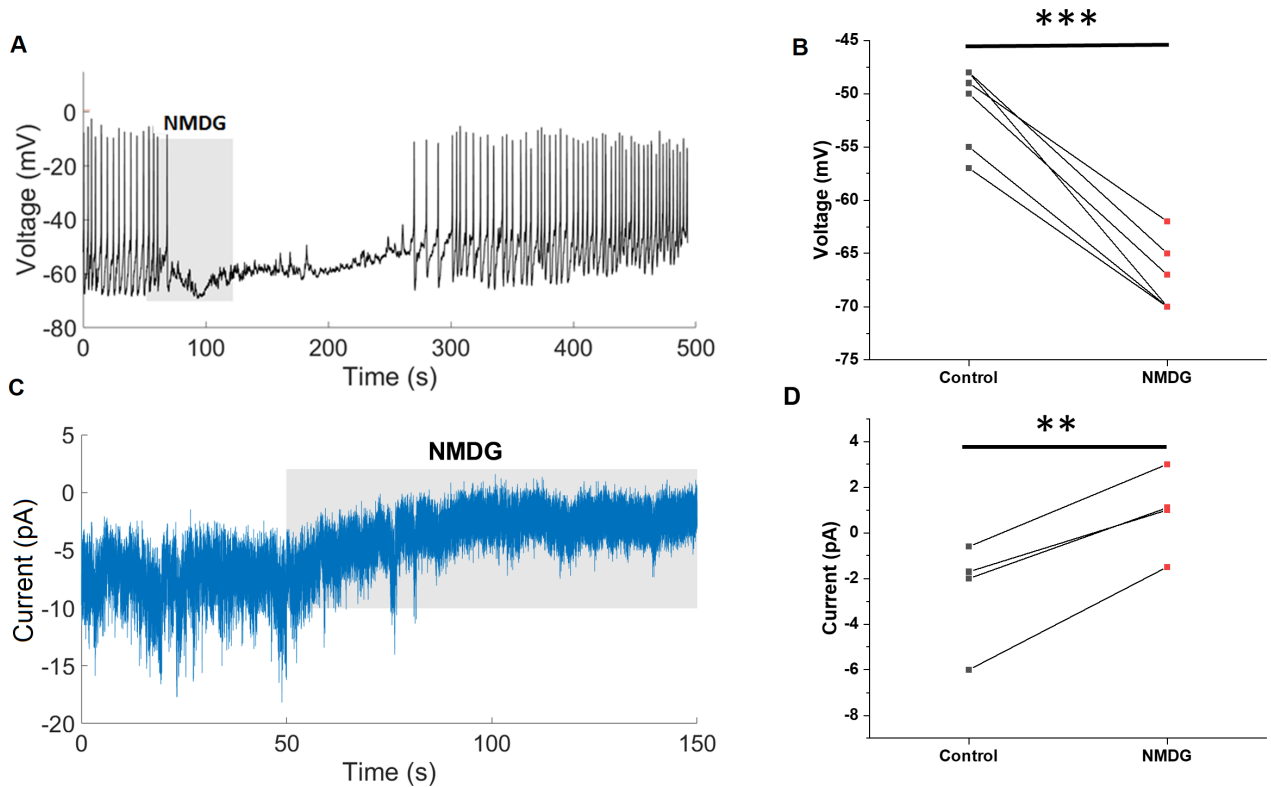 A
Voltage (mV)
0
-20
-40
-60
-80
NMDG
0 100 200 300 400 500
Time (s)
B
***
Voltage (mV)
-45
-50
-55
-60
-65
-70
-75
Control NMDG
C
Current (pA)
5
0
-5
-10
-15
-20
NMDG
0 50 100 150
Time (s)
D
**
Current (pA)
4
2
0
-2
-4
-6
-8
Control NMDG